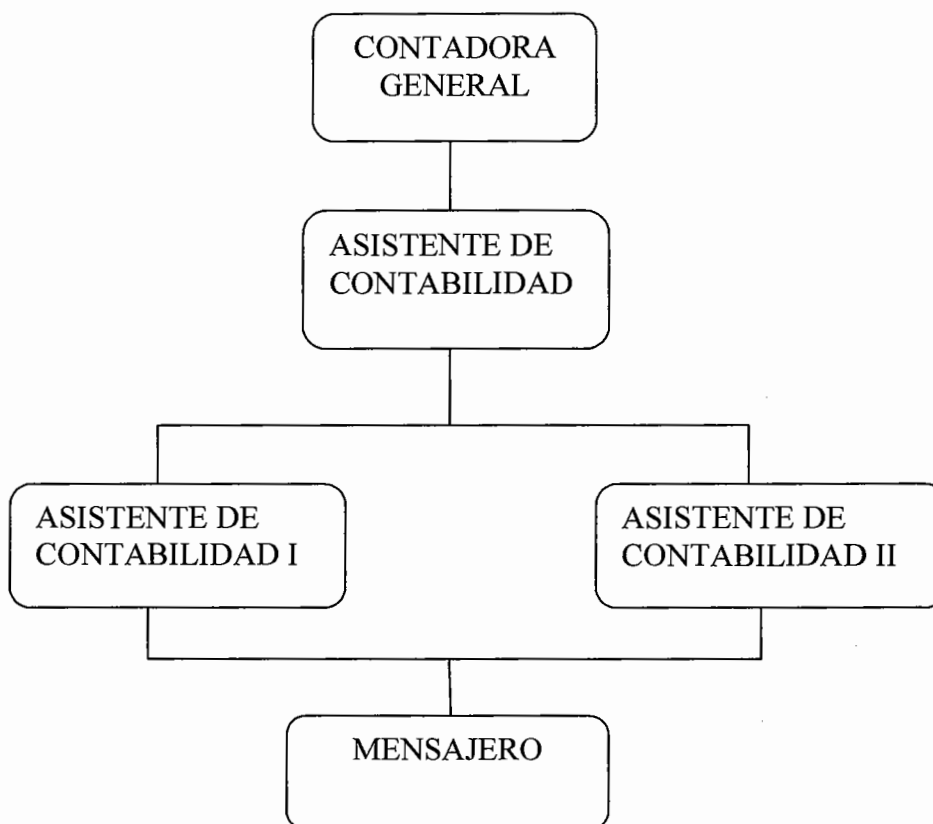 CONTADORA
GENERAL
ASISTENTE DE
CONTABILIDAD
ASISTENTE DE
CONTABILIDAD I
ASISTENTE DE
CONTABILIDAD II
MENSAJERO